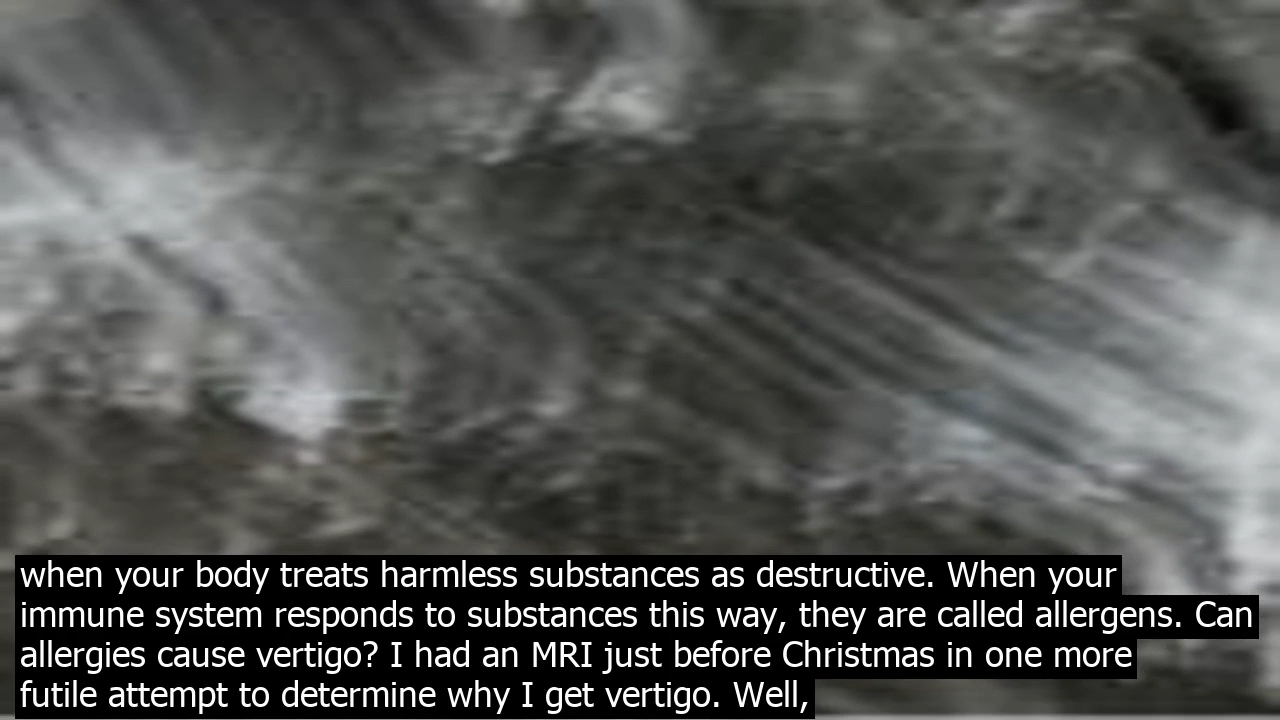 when your body treats harmless substances as destructive. When your
immune system responds to substances this way, they are called allergens. Can
allergies cause vertigo? I had an MRI just before Christmas in one more
futile attempt to determine why I get vertigo. Well,